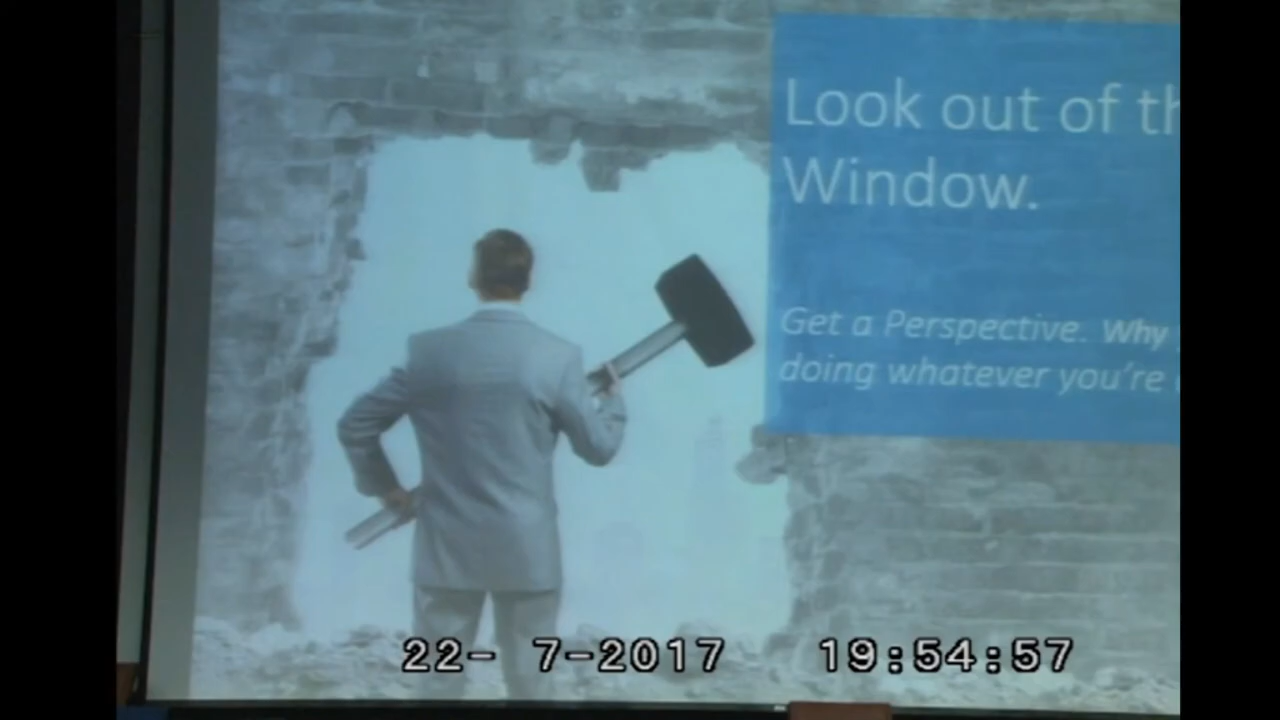 Look out of th
Window.
Get a Perspective. Why
doing whatever you're
22- 7-2017 19:54:57